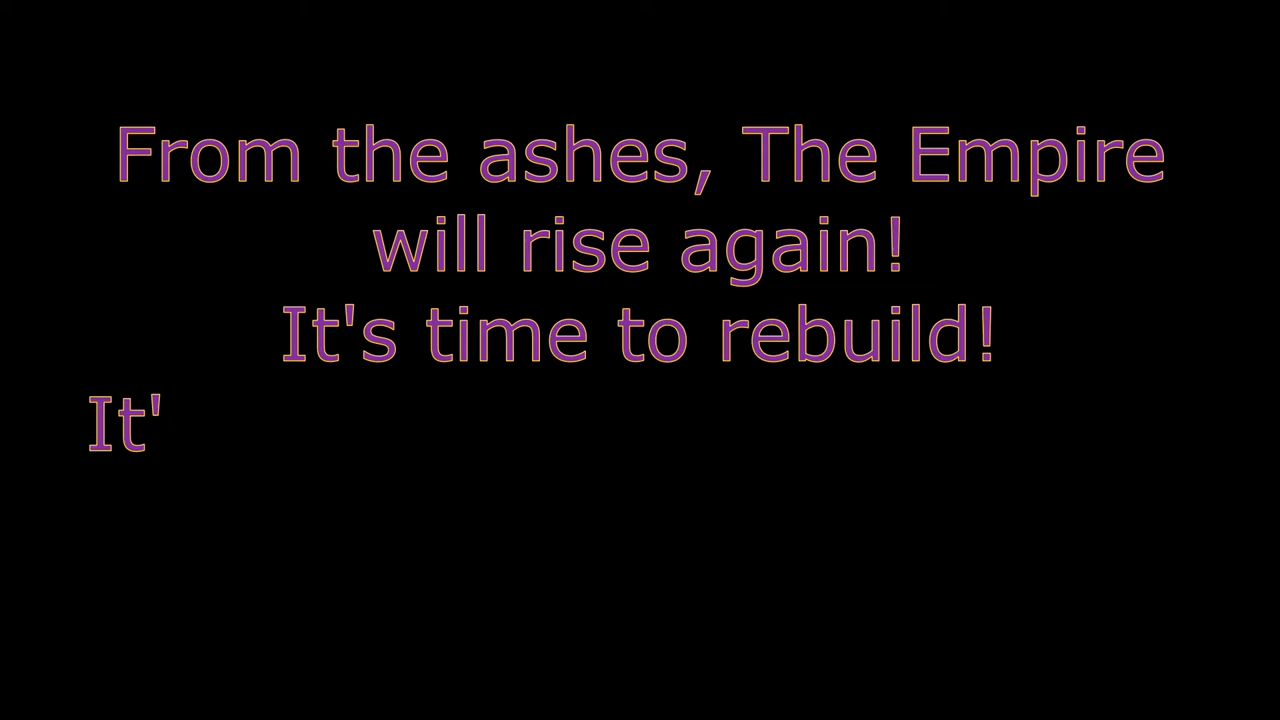 From the ashes, The Empire
will rise again!
It's time to rebuild!
It'